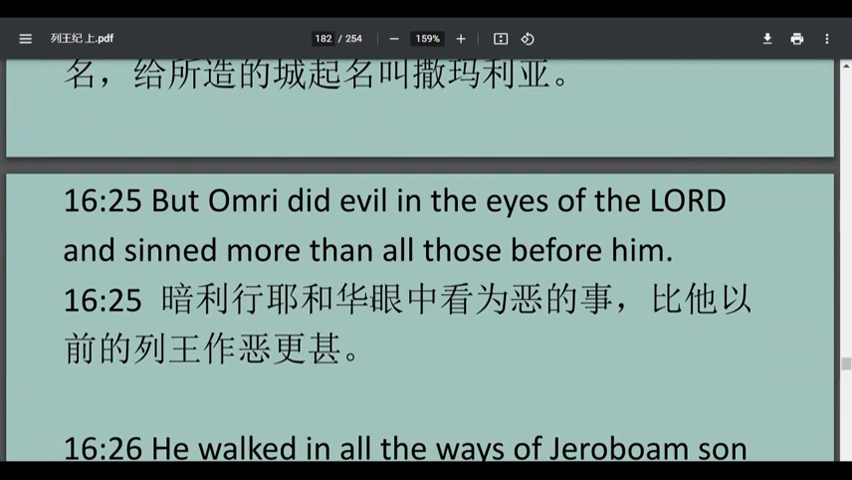 列王纪 上.pdf
182 / 254
159%
名，给所造的城起名叫撒玛利亚。
16:25 But Omri did evil in the eyes of the LORD
and sinned more than all those before him.
16:25 暗利行耶和华眼中看为恶的事，比他以
前的列王作恶更甚。
16:26 He walked in all the ways of Jeroboam son